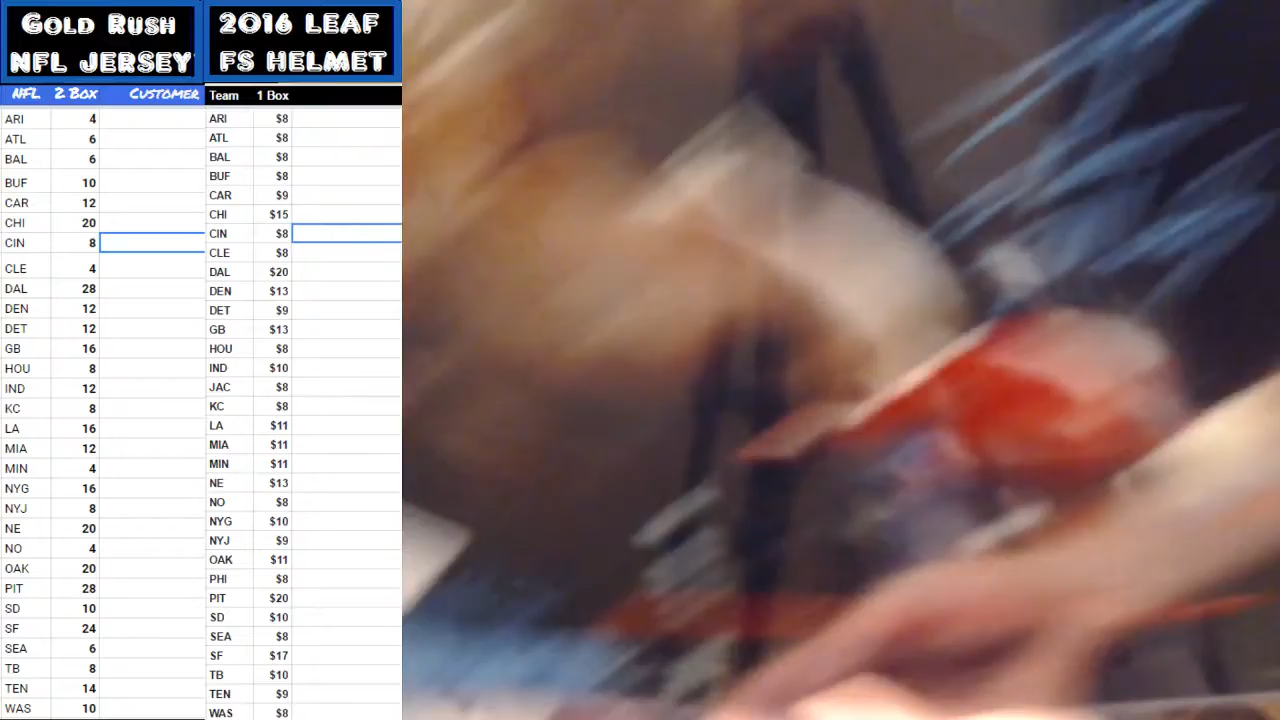 GOLD RUSH
NFL JERSEY
NFL 2 BOX CUSTOMER
ARI 4
ATL 6
BAL 6
BUF 10
CAR 12
CHI 20
CIN 8
CLE 4
DAL 28
DEN 12
DET 12
GB 16
HOU 8
IND 12
KC 8
LA 16
MIA 12
MIN 4
NYG 16
NYJ 8
NE 20
NO 4
OAK 20
PIT 28
SD 10
SF 24
SEA 6
TB 8
TEN 14
WAS 10
2016 LEAF
FS HELMET
Team 1 Box
ARI $8
ATL $8
BAL $8
BUF $8
CAR $9
CHI $15
CIN $8
CLE $8
DAL $20
DEN $13
DET $9
GB $13
HOU $8
IND $10
JAC $8
KC $8
LA $11
MIA $11
MIN $11
NE $13
NO $8
NYG $10
NYJ $9
OAK $11
PHI $8
PIT $20
SD $10
SEA $8
SF $17
TB $10
TEN $9
WAS $8